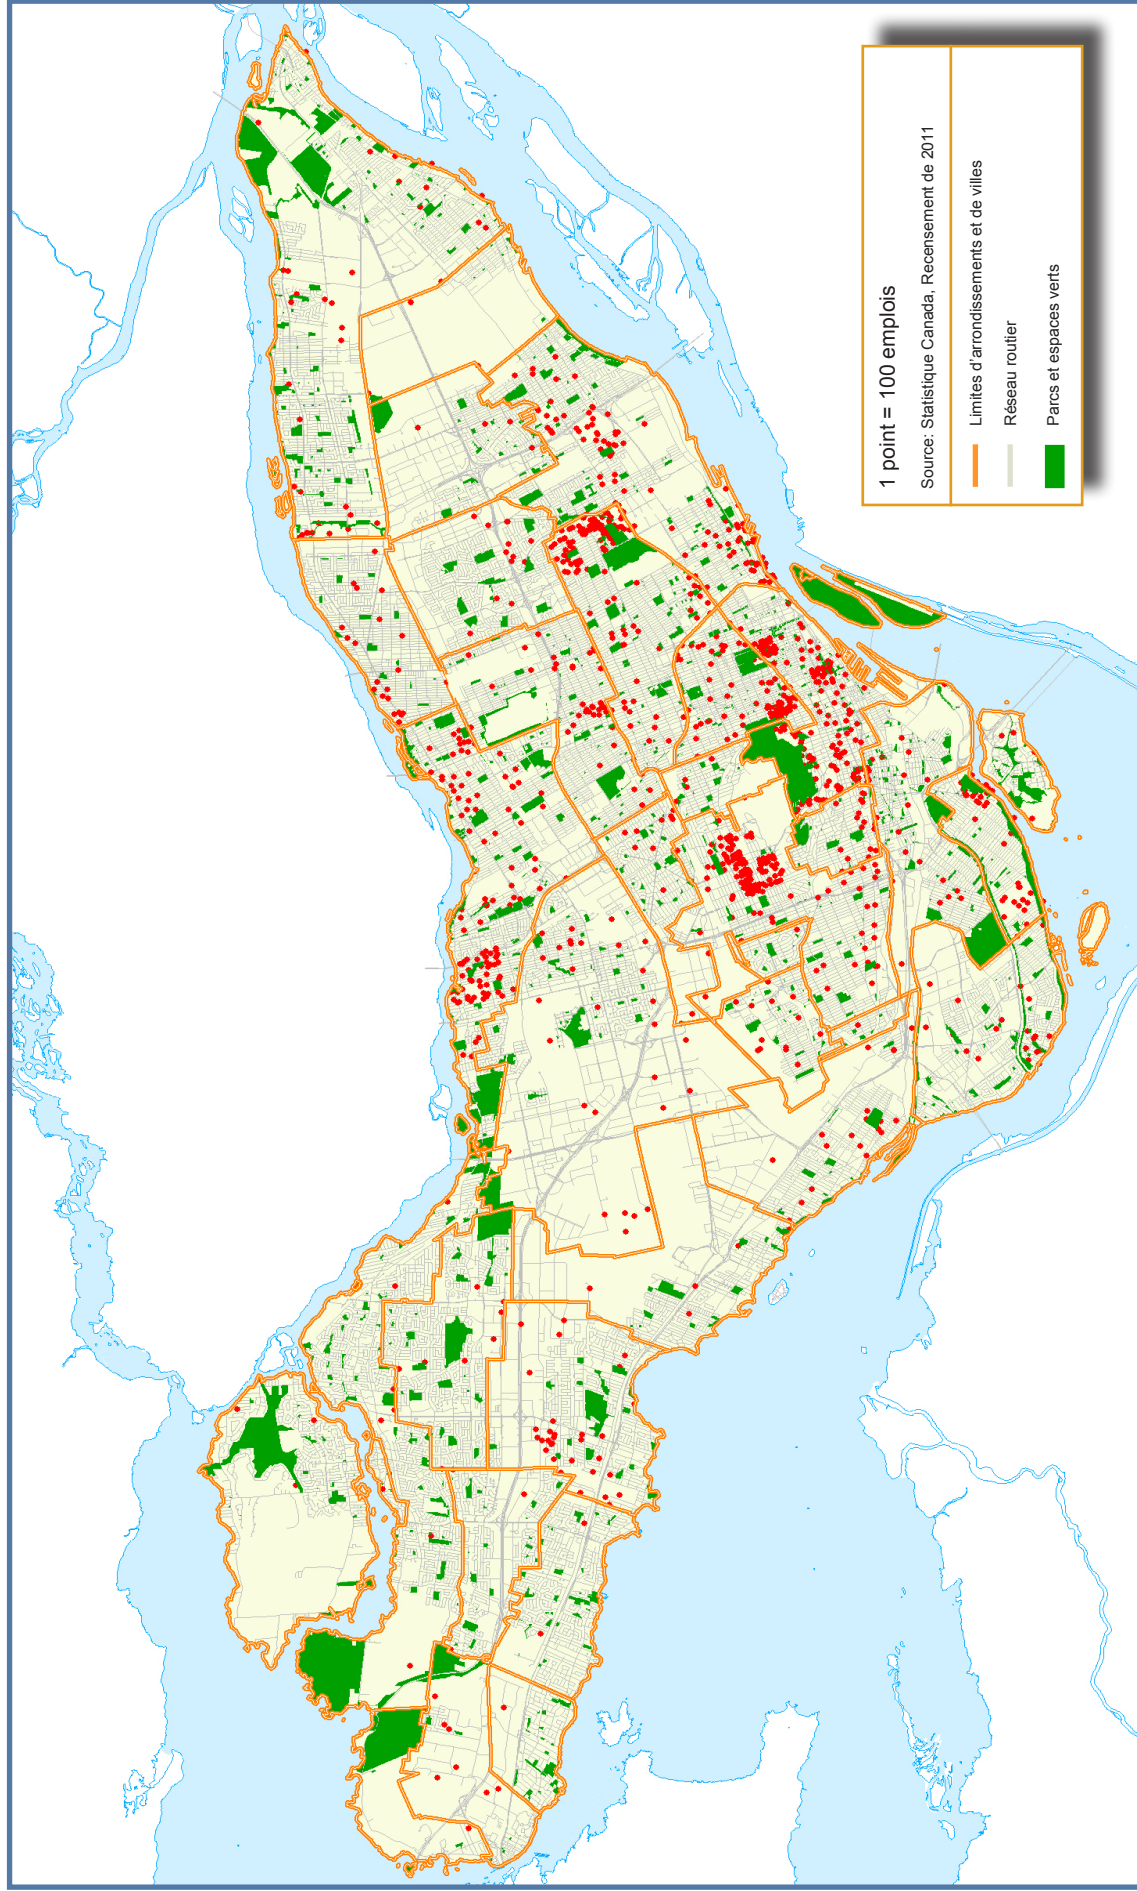 1 point = 100 emplois
Source: Statistique Canada, Recensement de 2011
Limites d'arrondissements et de villes
Réseau routier
Parcs et espaces verts